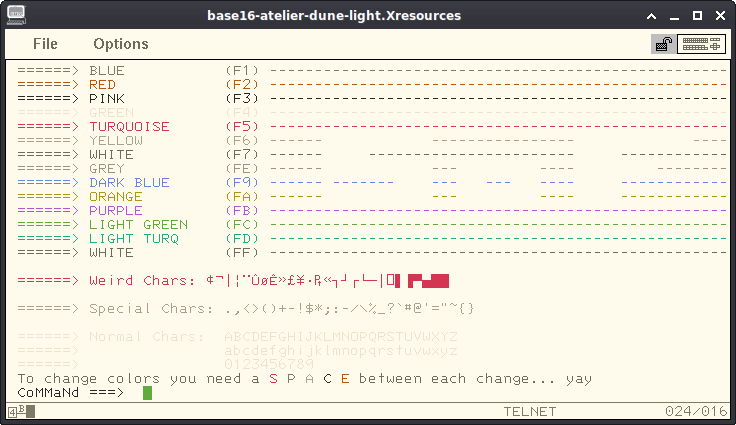 base16-atelier-dune-light.Xresources
File Options
======> BLUE (F1) ---------------------------------------------------
======> RED (F2) ---------------------------------------------------
======> PINK (F3) ---------------------------------------------------
======> GREEN (F4)
======> TURQUOISE (F5) ---------------------------------------------------
======> YELLOW (F6) ------ ---------------- ----
======> WHITE (F7) ------ ----------------------------------------
======> GREY (FE) --- ----
======> DARK BLUE (F9) ------ ------- --- --- ---- ------------
======> ORANGE (FA) --- ---- ------------
======> PURPLE (FB) ---------------------------------------------------
======> LIGHT GREEN (FC) ---------------------------------------------------
======> LIGHT TURQ (FD) ---------------------------------------------------
======> WHITE (FF) ---------------------------------------------------
======> Weird Chars: ¢¬|¦¨ÛøÊ»£¥·₧«┐┘┌└─│
======> Special Chars: .,<>()+-!$*;:-/\%_?`#@'="~{}
======> Normal Chars: ABCDEFGHIJKLMNOPQRSTUVWXYZ
======> abcdefghijklmnopqrstuvwxyz
======> 0123456789
To change colors you need a S P A C E between each change... yay
CoMMaNd ===>
4B TELNET 024/016